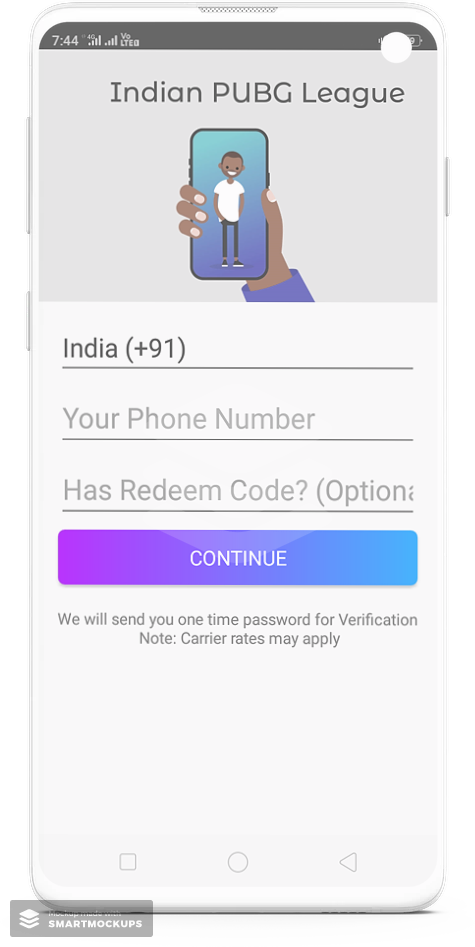 7:44 4G Vo LTE
Indian PUBG League
India (+91)
Your Phone Number
Has Redeem Code? (Optiona
CONTINUE
We will send you one time password for Verification
Note: Carrier rates may apply
Mockup made with
SMARTMOCKUPS